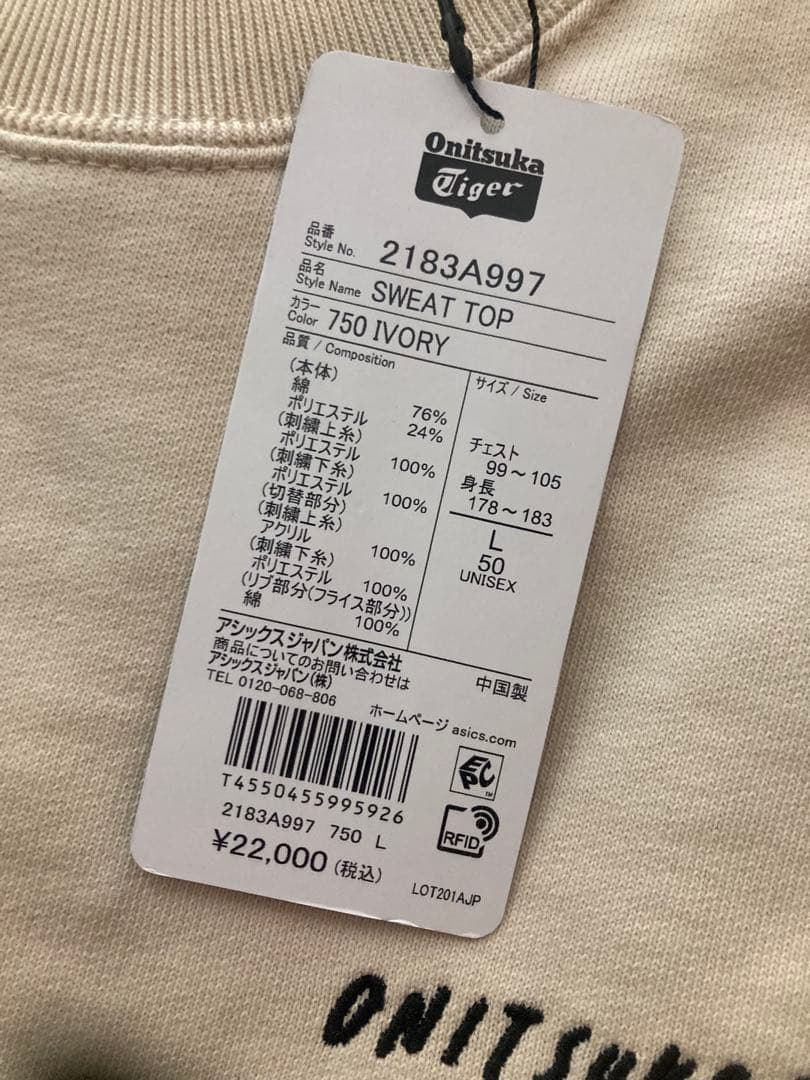 Onitsuka
Tiger
品番
Style No. 2183A997
品名
Style Name SWEAT TOP
カラー
Color 750 IVORY
品質 / Composition
(本体)
綿 76%
ポリエステル 24%
(刺繍上糸)
ポリエステル 100%
(刺繍下糸)
ポリエステル 100%
(切替部分)
(刺繍上糸)
アクリル 100%
(刺繍下糸)
ポリエステル 100%
(リブ部分(フライス部分))
綿 100%
サイズ / Size
チェスト
99～105
身長
178～183
L
50
UNISEX
アシックスジャパン株式会社
商品についてのお問い合わせは
アシックスジャパン(株)
TEL 0120-068-806
中国製
ホームページ asics.com
T4550455995926
2183A997 750 L
¥22,000 (税込)
EPC
TM
RFID
LOT201AJP
ONITSUKA